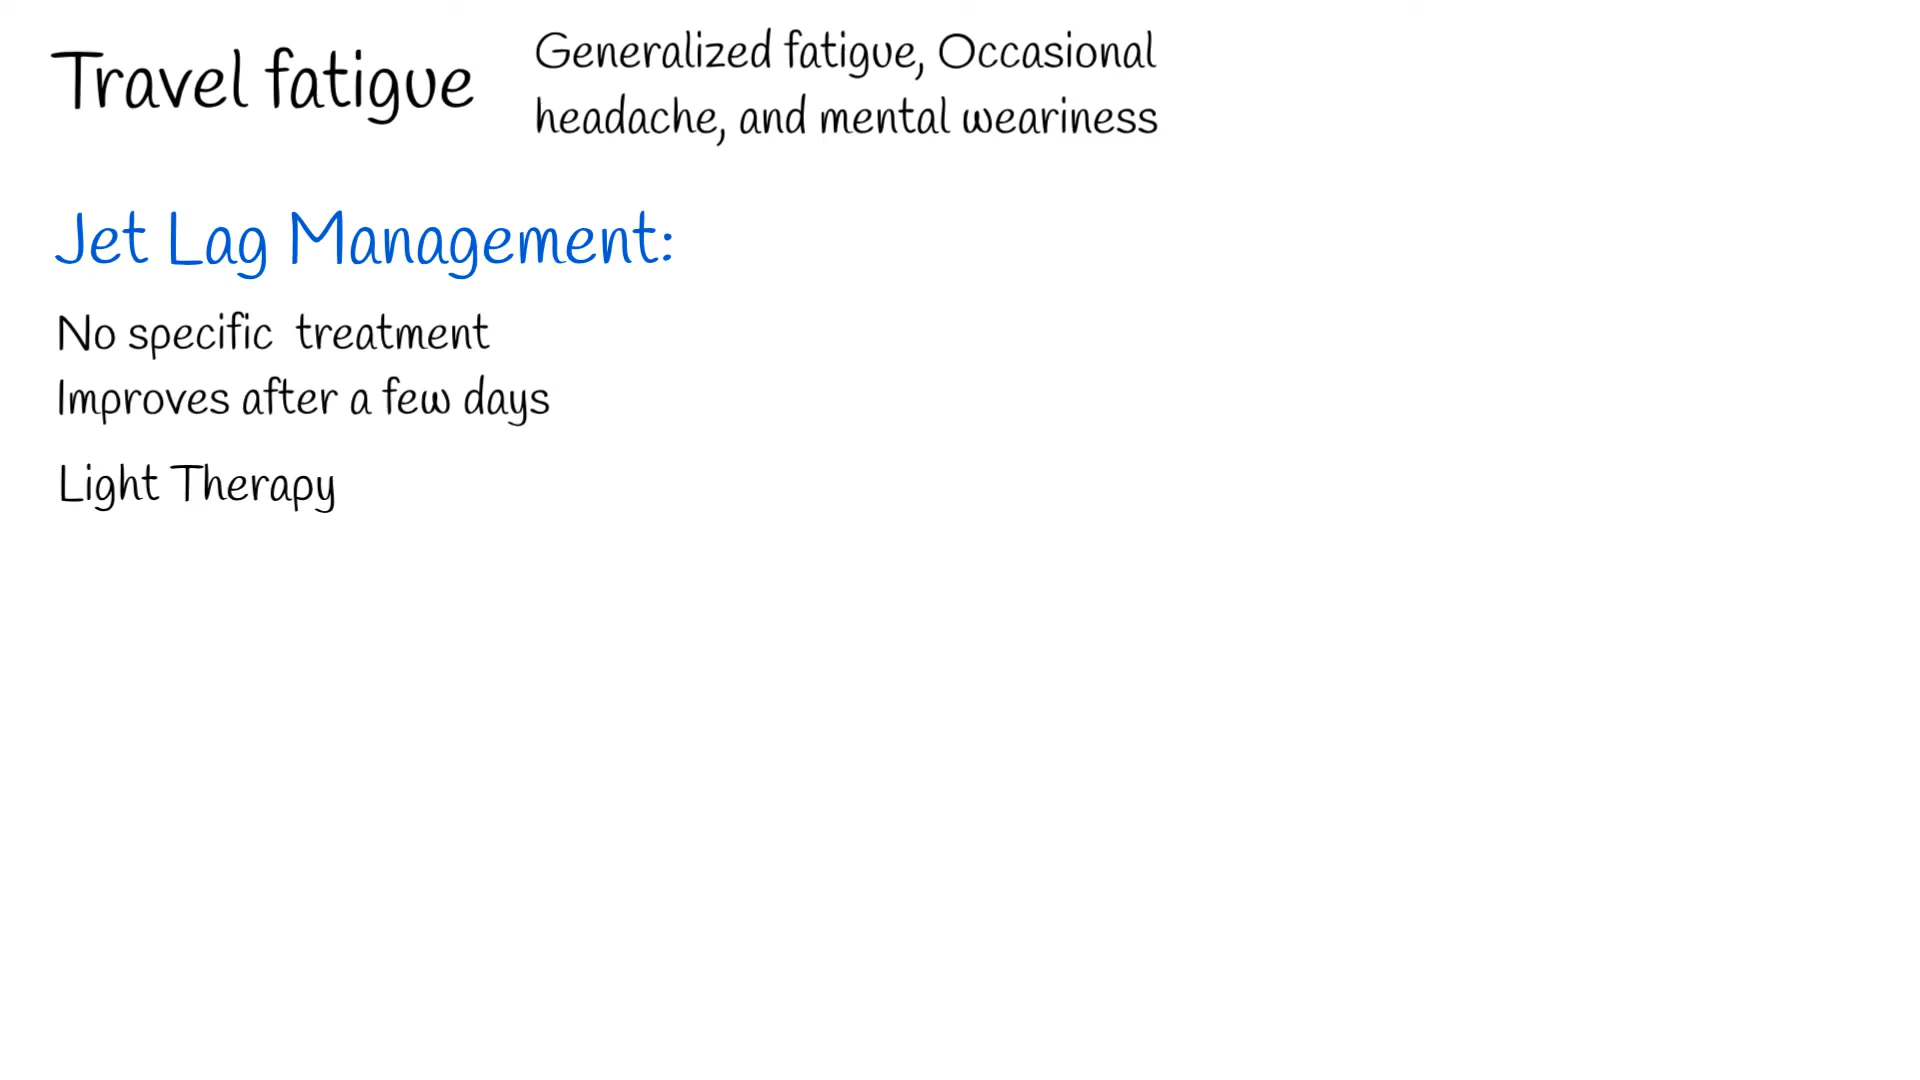 Travel fatigue
Generalized fatigue, Occasional
headache, and mental weariness
Jet Lag Management:
No specific treatment
Improves after a few days
Light Therapy